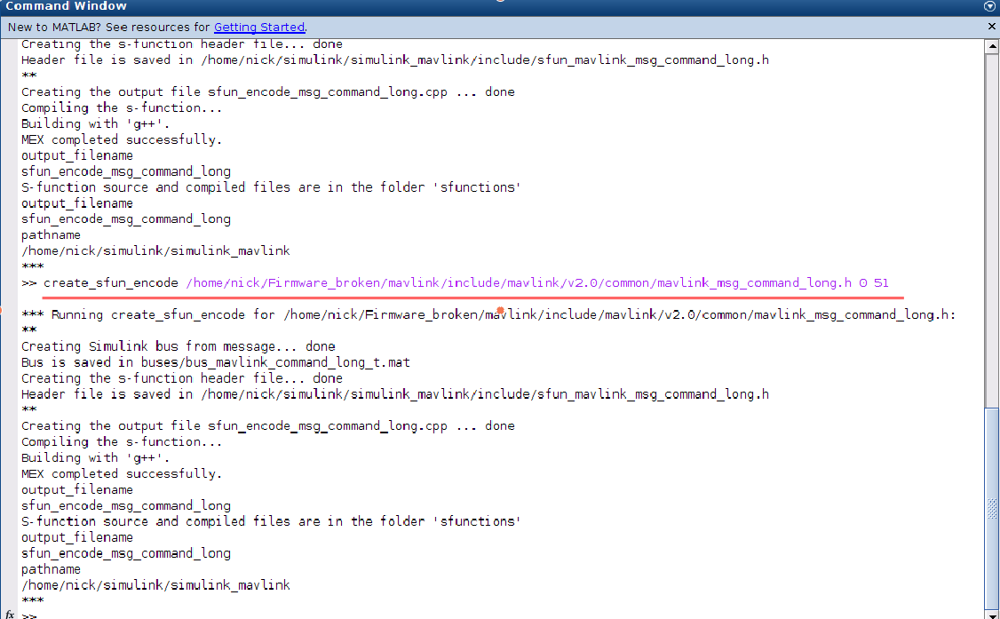 Command Window
New to MATLAB? See resources for Getting Started.
Creating the s-function header file... done
Header file is saved in /home/nick/simulink/simulink_mavlink/include/sfun_mavlink_msg_command_long.h
**
Creating the output file sfun_encode_msg_command_long.cpp ... done
Compiling the s-function...
Building with 'g++'.
MEX completed successfully.
output_filename
sfun_encode_msg_command_long
S-function source and compiled files are in the folder 'sfunctions'
output_filename
sfun_encode_msg_command_long
pathname
/home/nick/simulink/simulink_mavlink
***
>> create_sfun_encode /home/nick/Firmware_broken/mavlink/include/mavlink/v2.0/common/mavlink_msg_command_long.h 0 51
*** Running create_sfun_encode for /home/nick/Firmware_broken/mavlink/include/mavlink/v2.0/common/mavlink_msg_command_long.h:
**
Creating Simulink bus from message... done
Bus is saved in buses/bus_mavlink_command_long_t.mat
Creating the s-function header file... done
Header file is saved in /home/nick/simulink/simulink_mavlink/include/sfun_mavlink_msg_command_long.h
**
Creating the output file sfun_encode_msg_command_long.cpp ... done
Compiling the s-function...
Building with 'g++'.
MEX completed successfully.
output_filename
sfun_encode_msg_command_long
S-function source and compiled files are in the folder 'sfunctions'
output_filename
sfun_encode_msg_command_long
pathname
/home/nick/simulink/simulink_mavlink
***
fx >>